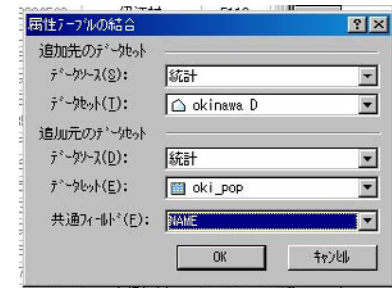 属性ﾃｰﾌﾞﾙの結合
追加先のﾃﾞｰﾀｾｯﾄ
ﾃﾞｰﾀｿｰｽ(S):
統計
ﾃﾞｰﾀｾｯﾄ(T):
okinawa D
追加元のﾃﾞｰﾀｾｯﾄ
ﾃﾞｰﾀｿｰｽ(D):
統計
ﾃﾞｰﾀｾｯﾄ(E):
oki_pop
共通ﾌｨｰﾙﾄﾞ(F):
NAME
OK
ｷｬﾝｾﾙ